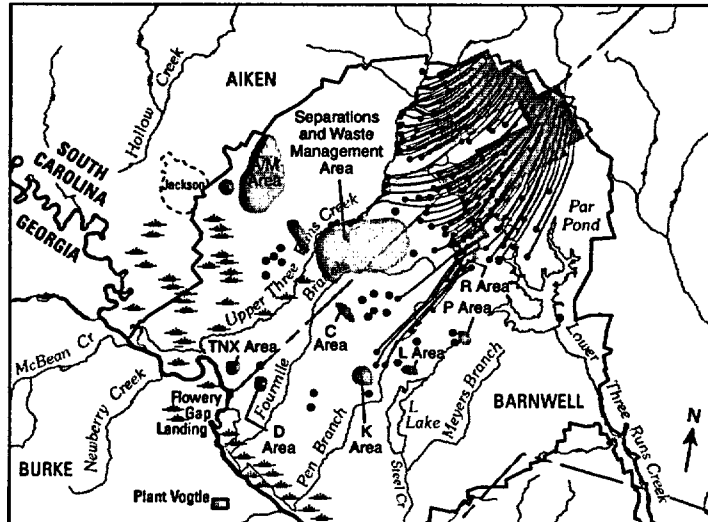 AIKEN
Hollow Creek
Separations
and Waste
Management
Area
SOUTH
CAROLINA
GEORGIA
Jackson
Area
Par
Pond
Upper Three Runs Creek
R Area
P Area
C
Area
L Area
TNX Area
McBean Cr
Newberry Creek
Flowery
Gap
Landing
Fourmile
D
Area
Pen Branch
K
Area
L
Lake
Steel Cr
Meyers Branch
BARNWELL
Lower Three Runs Creek
N
BURKE
Plant Vogtle